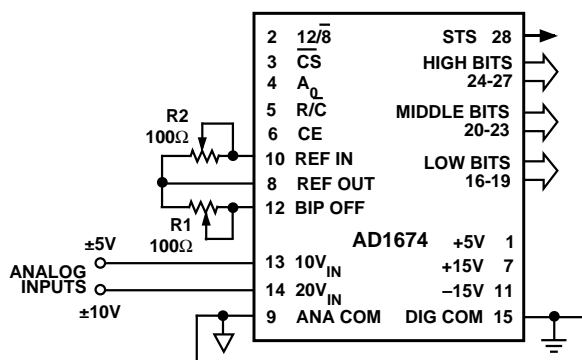 2 12/8̅
STS 28
3 C̅S̅
HIGH BITS
24-27
4 A0
5 R/C̅
MIDDLE BITS
20-23
6 CE
R2
100Ω
10 REF IN
LOW BITS
16-19
8 REF OUT
12 BIP OFF
R1
100Ω
AD1674
+5V 1
±5V
13 10VIN
+15V 7
ANALOG
INPUTS
14 20VIN
–15V 11
±10V
9 ANA COM
DIG COM 15